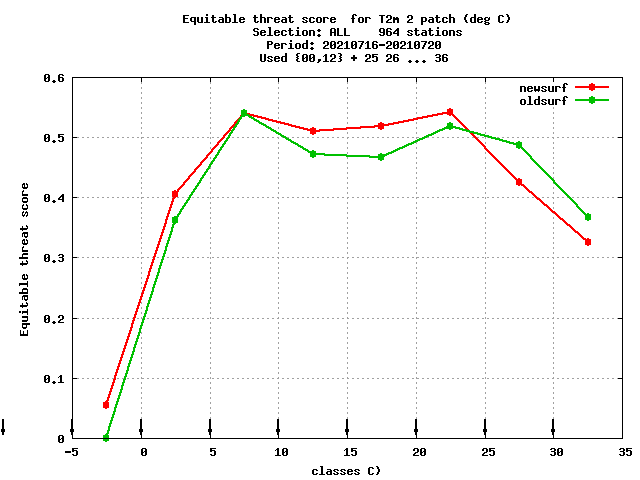 Equitable threat score  for T2m 2 patch (deg C)
Selection: ALL    964 stations
Period: 20210716-20210720
Used {00,12} + 25 26 ... 36
newsurf
oldsurf
Equitable threat score
0.6
0.5
0.4
0.3
0.2
0.1
0
-5 0 5 10 15 20 25 30 35
classes C)